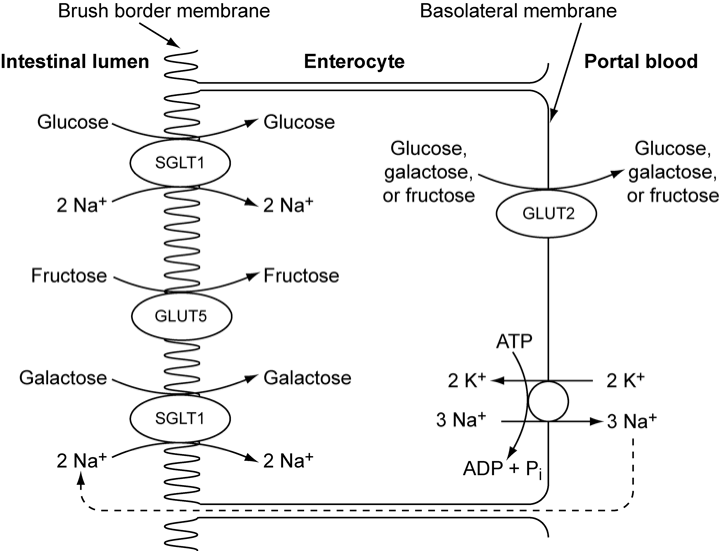 Brush border membrane
Basolateral membrane
Intestinal lumen
Enterocyte
Portal blood
Glucose
Glucose
SGLT1
2 Na⁺
2 Na⁺
Glucose,
galactose,
or fructose
Glucose,
galactose,
or fructose
GLUT2
Fructose
Fructose
GLUT5
ATP
Galactose
Galactose
2 K⁺
2 K⁺
SGLT1
3 Na⁺
3 Na⁺
2 Na⁺
2 Na⁺
ADP + Pᵢ